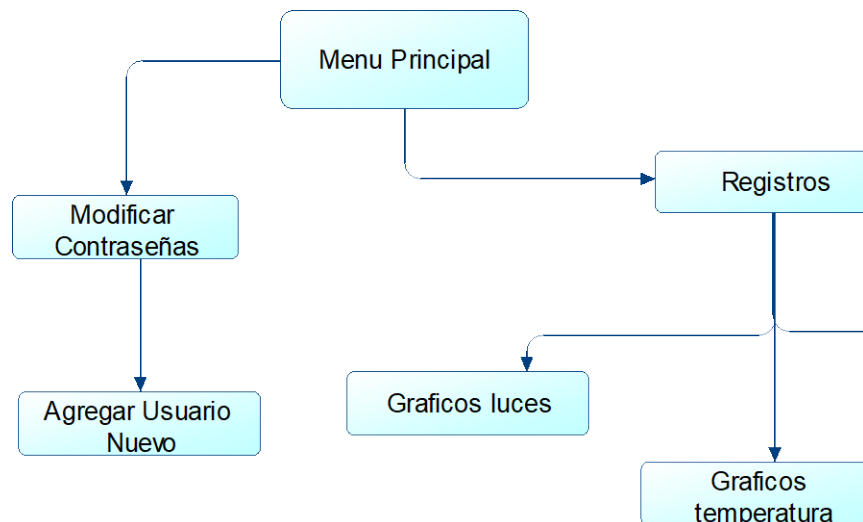 Menu Principal
Registros
Modificar
Contraseñas
Graficos luces
Agregar Usuario
Nuevo
Graficos
temperatura